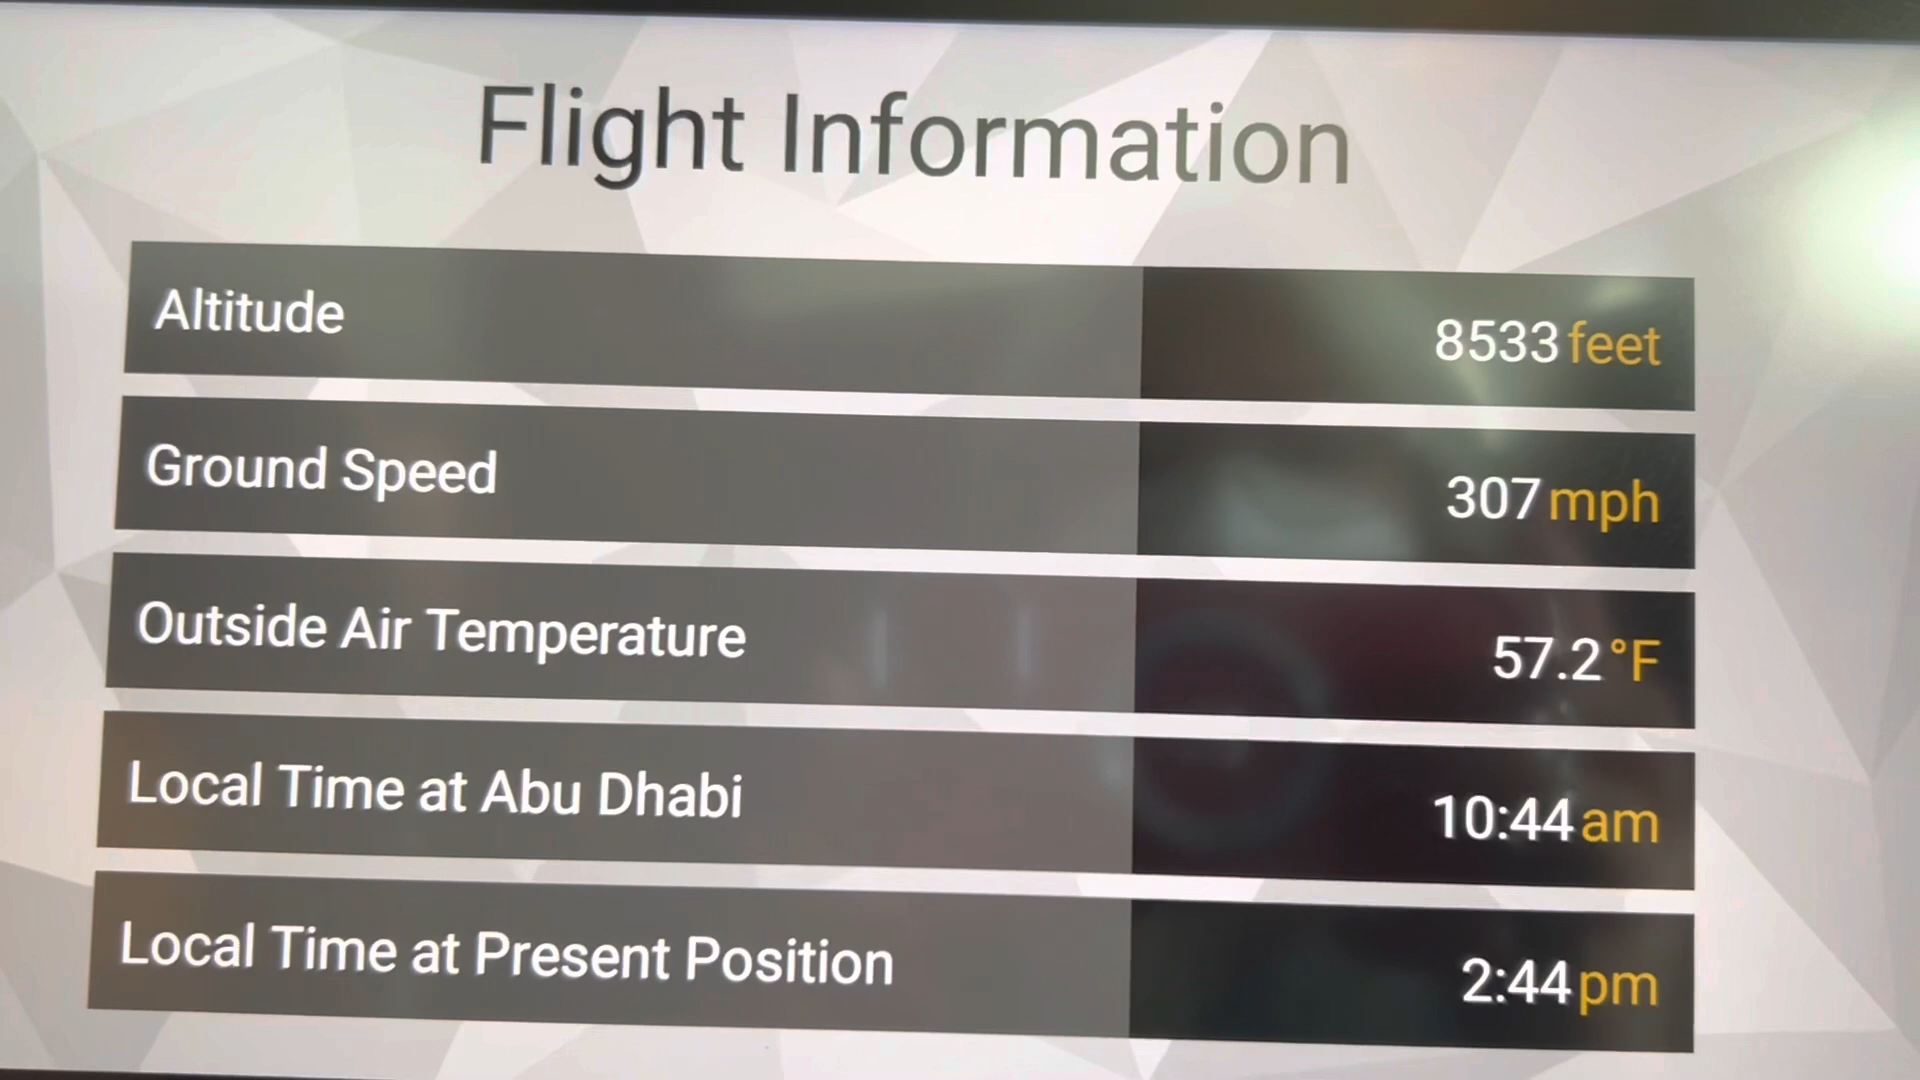 Flight Information
Altitude 8533 feet
Ground Speed 307 mph
Outside Air Temperature 57.2 °F
Local Time at Abu Dhabi 10:44 am
Local Time at Present Position 2:44 pm